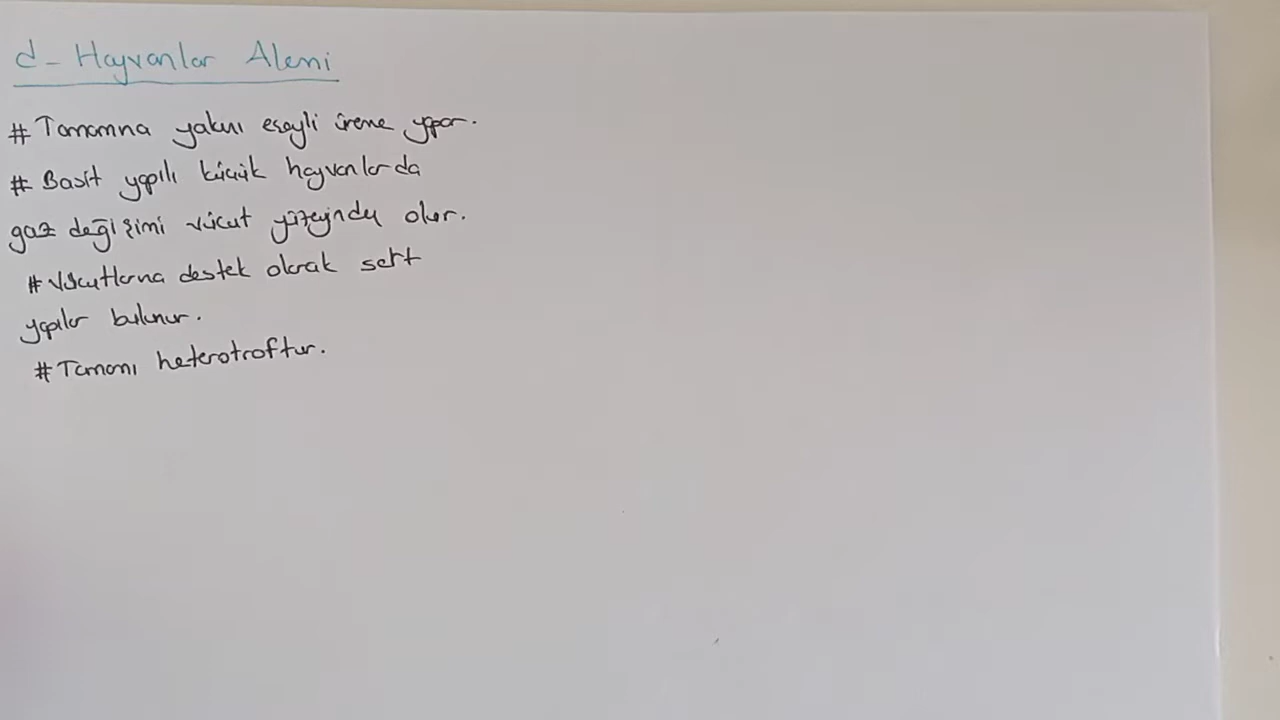 d- Hayvanlar Alemi
# Tamamına yakını eşeyli üreme yapar.
# Basit yapılı küçük hayvanlarda
gaz değişimi vücut yüzeyinden olur.
# Vücutlarına destek olarak sert
yapılar bulunur.
# Tamamı heterotroftur.